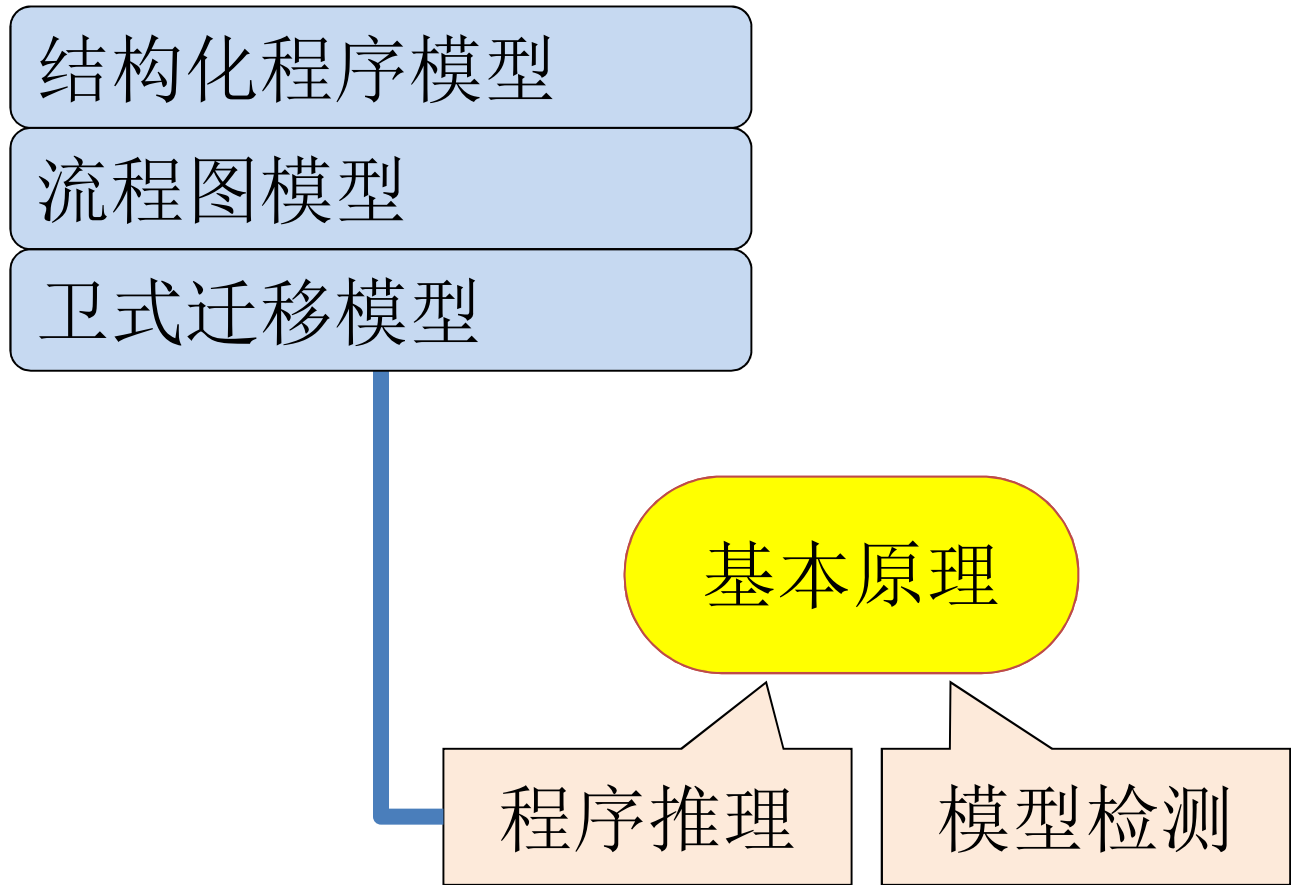 结构化程序模型
流程图模型
卫式迁移模型
基本原理
程序推理
模型检测